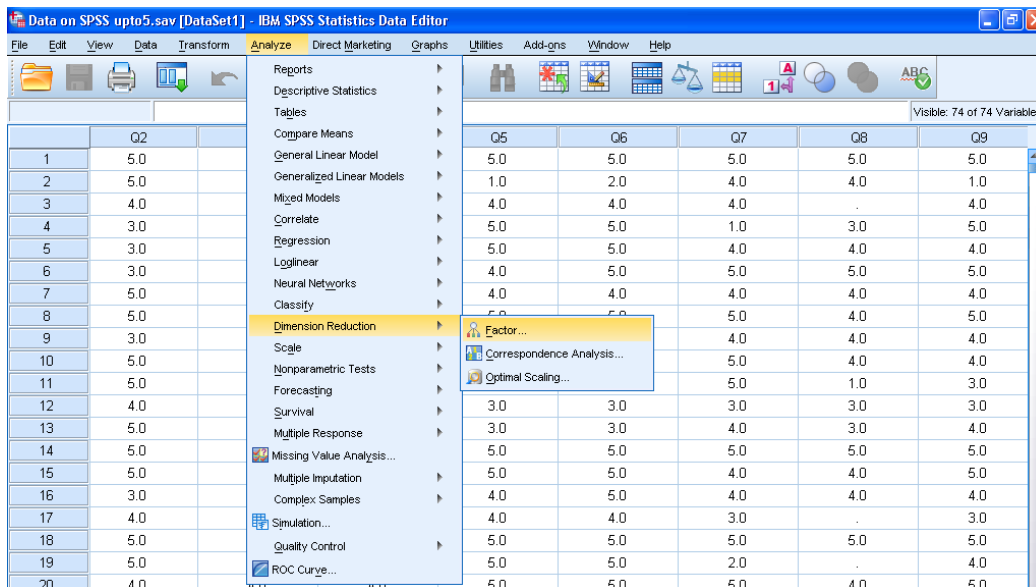 Data on SPSS upto5.sav [DataSet1] - IBM SPSS Statistics Data Editor
File Edit View Data Transform Analyze Direct Marketing Graphs Utilities Add-ons Window Help
Visible: 74 of 74 Variable
Reports
Descriptive Statistics
Tables
Compare Means
General Linear Model
Generalized Linear Models
Mixed Models
Correlate
Regression
Loglinear
Neural Networks
Classify
Dimension Reduction
Scale
Nonparametric Tests
Forecasting
Survival
Multiple Response
Missing Value Analysis...
Multiple Imputation
Complex Samples
Simulation...
Quality Control
ROC Curve...
Factor...
Correspondence Analysis...
Optimal Scaling...
Q2 Q5 Q6 Q7 Q8 Q9
1 5.0 5.0 5.0 5.0 5.0 5.0
2 5.0 1.0 2.0 4.0 4.0 1.0
3 4.0 4.0 4.0 4.0 . 4.0
4 3.0 5.0 5.0 1.0 3.0 5.0
5 3.0 5.0 5.0 4.0 4.0 4.0
6 3.0 4.0 5.0 5.0 5.0 5.0
7 5.0 4.0 4.0 4.0 4.0 4.0
8 5.0 5.0 4.0 5.0
9 3.0 4.0 4.0 4.0
10 5.0 5.0 4.0 4.0
11 5.0 5.0 1.0 3.0
12 4.0 3.0 3.0 3.0 3.0 3.0
13 5.0 3.0 3.0 4.0 3.0 4.0
14 5.0 5.0 5.0 5.0 5.0 5.0
15 5.0 5.0 5.0 4.0 4.0 5.0
16 3.0 4.0 5.0 4.0 4.0 4.0
17 4.0 4.0 4.0 3.0 . 3.0
18 5.0 5.0 5.0 5.0 5.0 5.0
19 5.0 5.0 5.0 2.0 . 4.0
20 4.0 5.0 5.0 5.0 4.0 5.0